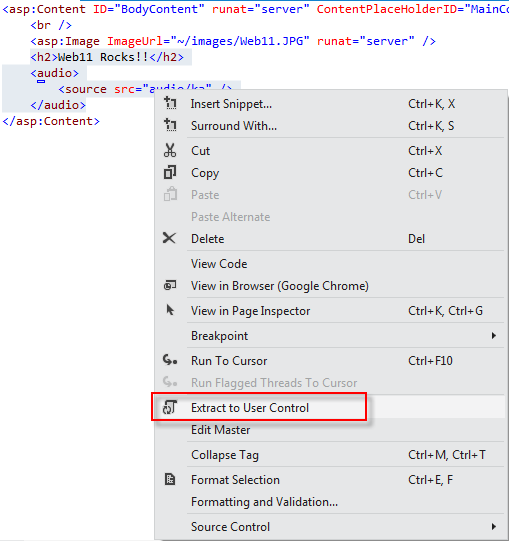 <asp:Content ID="BodyContent" runat="server" ContentPlaceHolderID="MainCo
<br />
<asp:Image ImageUrl="~/images/Web11.JPG" runat="server" />
<h2>Web11 Rocks!!</h2>
<audio>
<source src="audio/ka" />
</audio>
</asp:Content>
Insert Snippet... Ctrl+K, X
Surround With... Ctrl+K, S
Cut Ctrl+X
Copy Ctrl+C
Paste Ctrl+V
Paste Alternate
Delete Del
View Code
View in Browser (Google Chrome)
View in Page Inspector Ctrl+K, Ctrl+G
Breakpoint
Run To Cursor Ctrl+F10
Run Flagged Threads To Cursor
Extract to User Control
Edit Master
Collapse Tag Ctrl+M, Ctrl+T
Format Selection Ctrl+E, F
Formatting and Validation...
Source Control